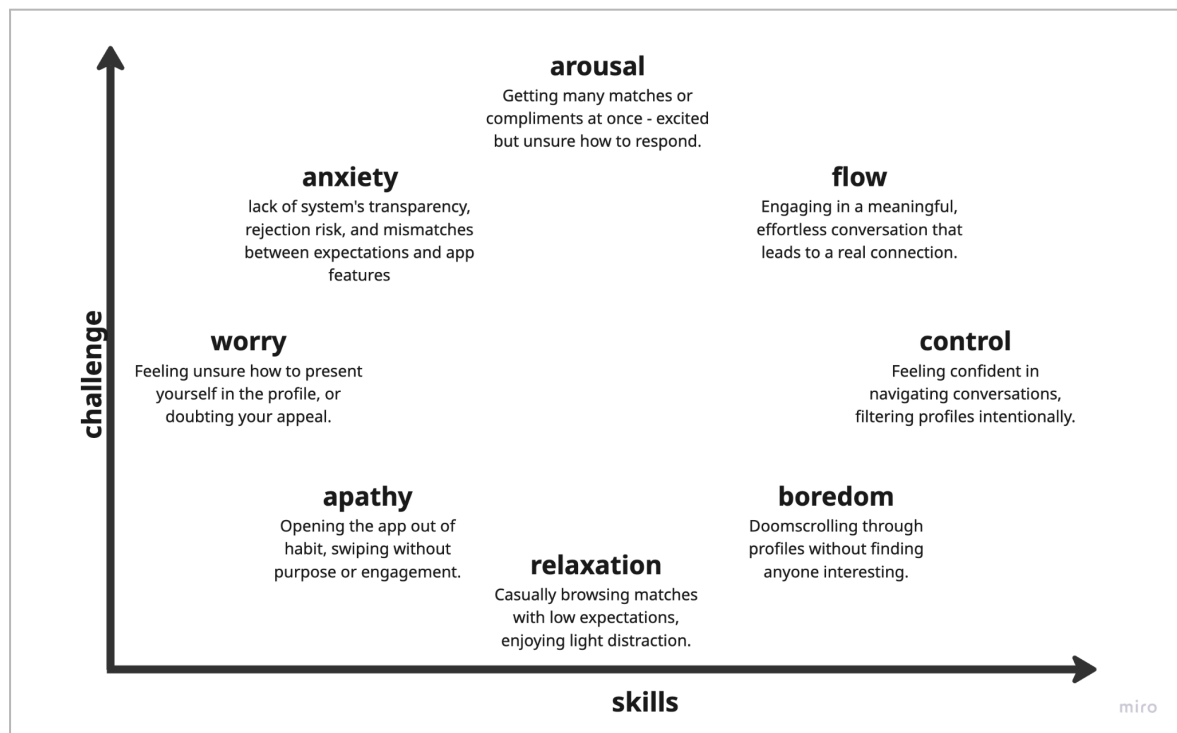 arousal
Getting many matches or
compliments at once - excited
but unsure how to respond.
anxiety
lack of system's transparency,
rejection risk, and mismatches
between expectations and app
features
flow
Engaging in a meaningful,
effortless conversation that
leads to a real connection.
challenge
worry
Feeling unsure how to present
yourself in the profile, or
doubting your appeal.
control
Feeling confident in
navigating conversations,
filtering profiles intentionally.
apathy
Opening the app out of
habit, swiping without
purpose or engagement.
boredom
Doomscrolling through
profiles without finding
anyone interesting.
relaxation
Casually browsing matches
with low expectations,
enjoying light distraction.
skills
miro